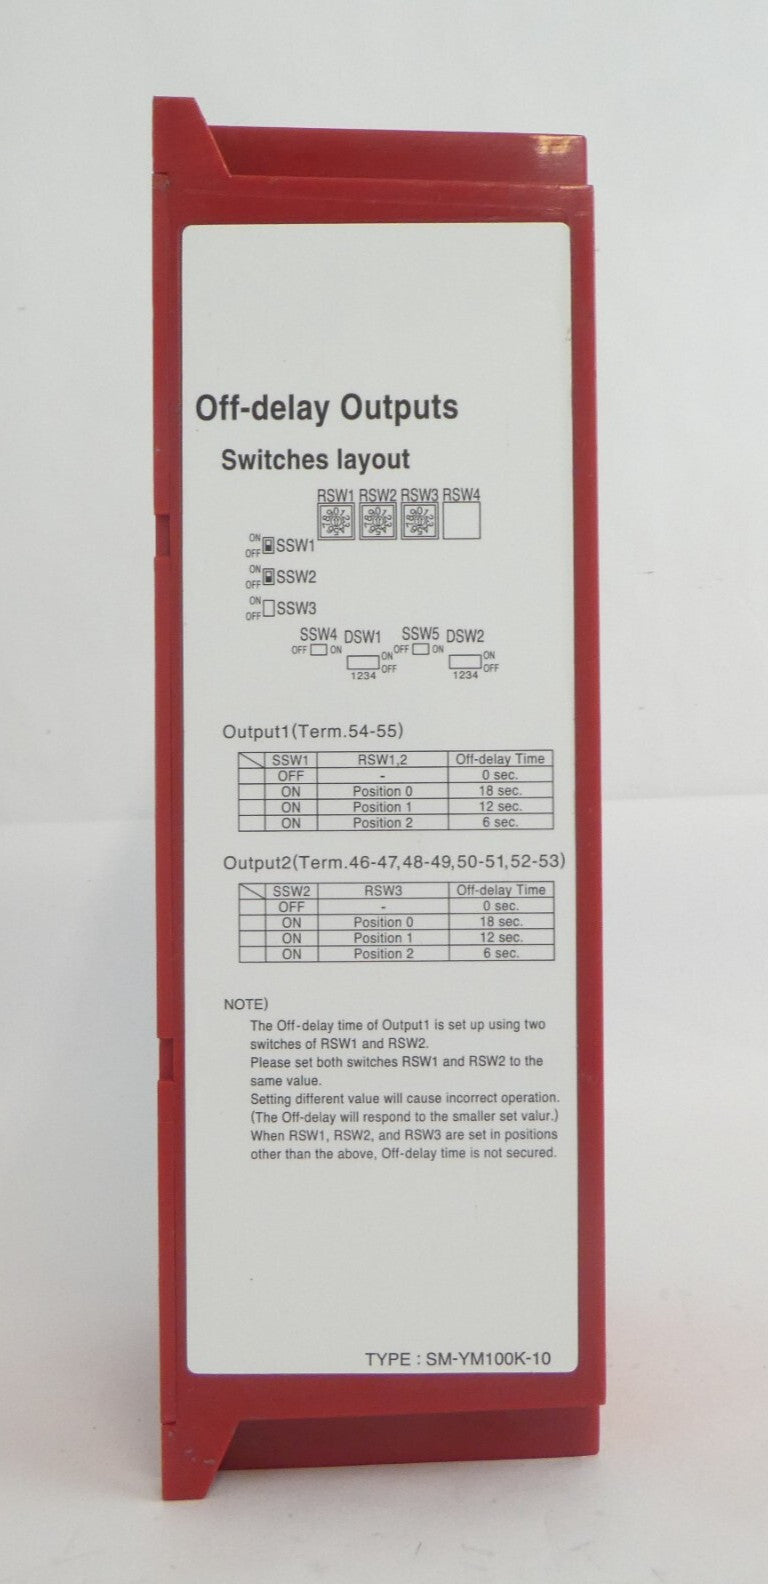 Off-delay Outputs
Switches layout
RSW1 RSW2 RSW3 RSW4
ON
OFF SSW1
ON
OFF SSW2
ON
OFF SSW3
SSW4 DSW1 SSW5 DSW2
OFF ON ON OFF OFF ON ON OFF
1234 1234
Output1(Term.54-55)
SSW1 RSW1,2 Off-delay Time
OFF - 0 sec.
ON Position 0 18 sec.
ON Position 1 12 sec.
ON Position 2 6 sec.
Output2(Term.46-47,48-49,50-51,52-53)
SSW2 RSW3 Off-delay Time
OFF - 0 sec.
ON Position 0 18 sec.
ON Position 1 12 sec.
ON Position 2 6 sec.
NOTE)
The Off-delay time of Output1 is set up using two
switches of RSW1 and RSW2.
Please set both switches RSW1 and RSW2 to the
same value.
Setting different value will cause incorrect operation.
(The Off-delay will respond to the smaller set valur.)
When RSW1, RSW2, and RSW3 are set in positions
other than the above, Off-delay time is not secured.
TYPE : SM-YM100K-10